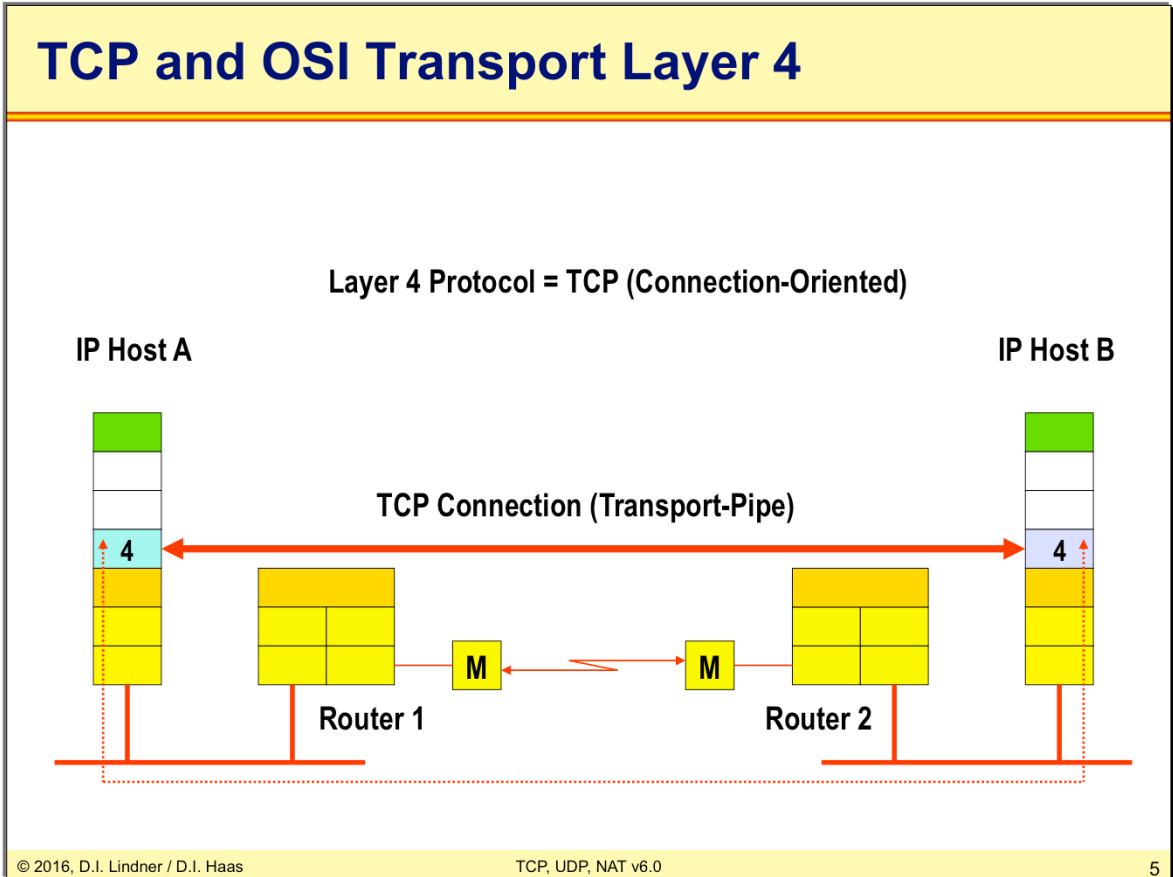 TCP and OSI Transport Layer 4
Layer 4 Protocol = TCP (Connection-Oriented)
IP Host A
IP Host B
TCP Connection (Transport-Pipe)
4
4
M
M
Router 1
Router 2
© 2016, D.I. Lindner / D.I. Haas
TCP, UDP, NAT v6.0
5